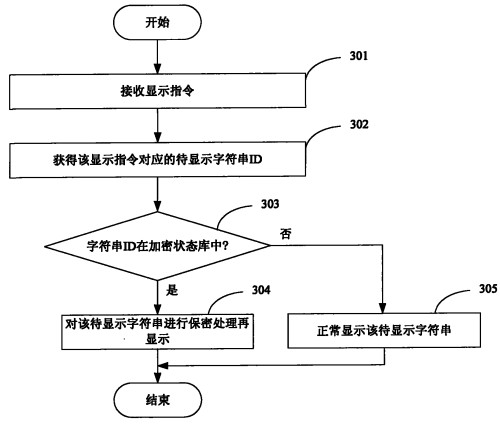 开始
301
接收显示指令
302
获得该显示指令对应的待显示字符串ID
303
字符串ID在加密状态库中?
否
是
304
305
对该待显示字符串进行保密处理再
显示
正常显示该待显示字符串
结束